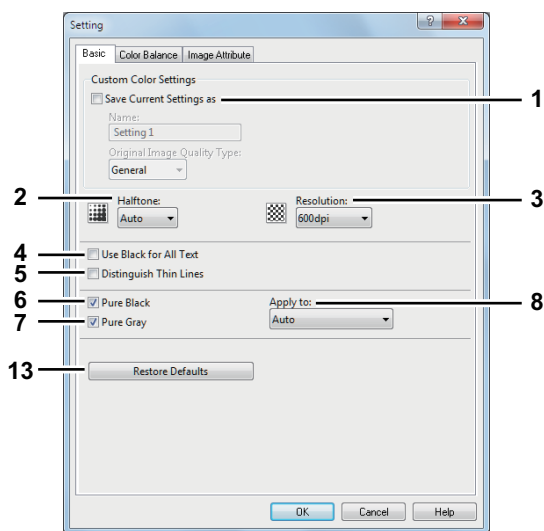 Setting
?
Basic Color Balance Image Attribute
Custom Color Settings
Save Current Settings as
1
Name:
Setting 1
Original Image Quality Type:
General
2
Halftone:
Auto
Resolution:
600dpi
3
4
Use Black for All Text
5
Distinguish Thin Lines
6
Pure Black
7
Pure Gray
Apply to:
Auto
8
13
Restore Defaults
OK Cancel Help